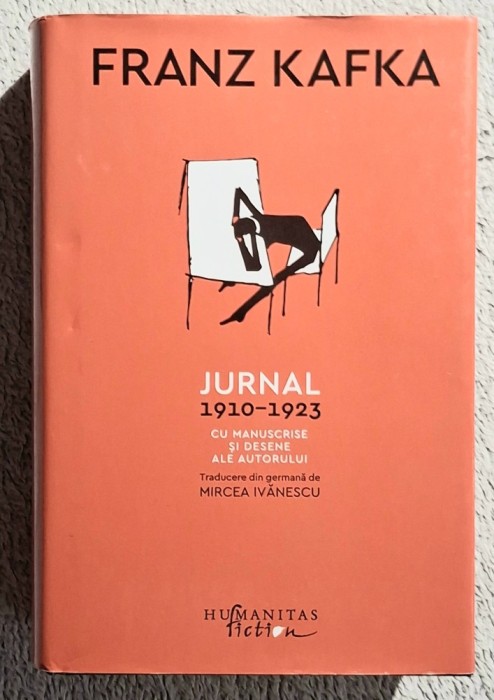 FRANZ KAFKA
JURNAL
1910–1923
CU MANUSCRISE
ȘI DESENE
ALE AUTORULUI
Traducere din germană de
MIRCEA IVĂNESCU
HUMANITAS
fiction